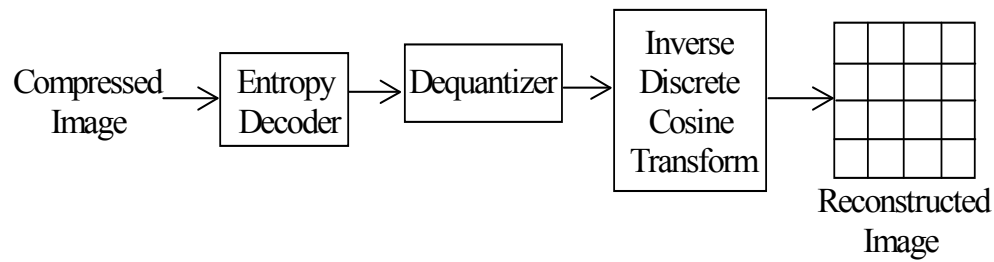 Compressed
Image
Entropy
Decoder
Dequantizer
Inverse
Discrete
Cosine
Transform
Reconstructed
Image